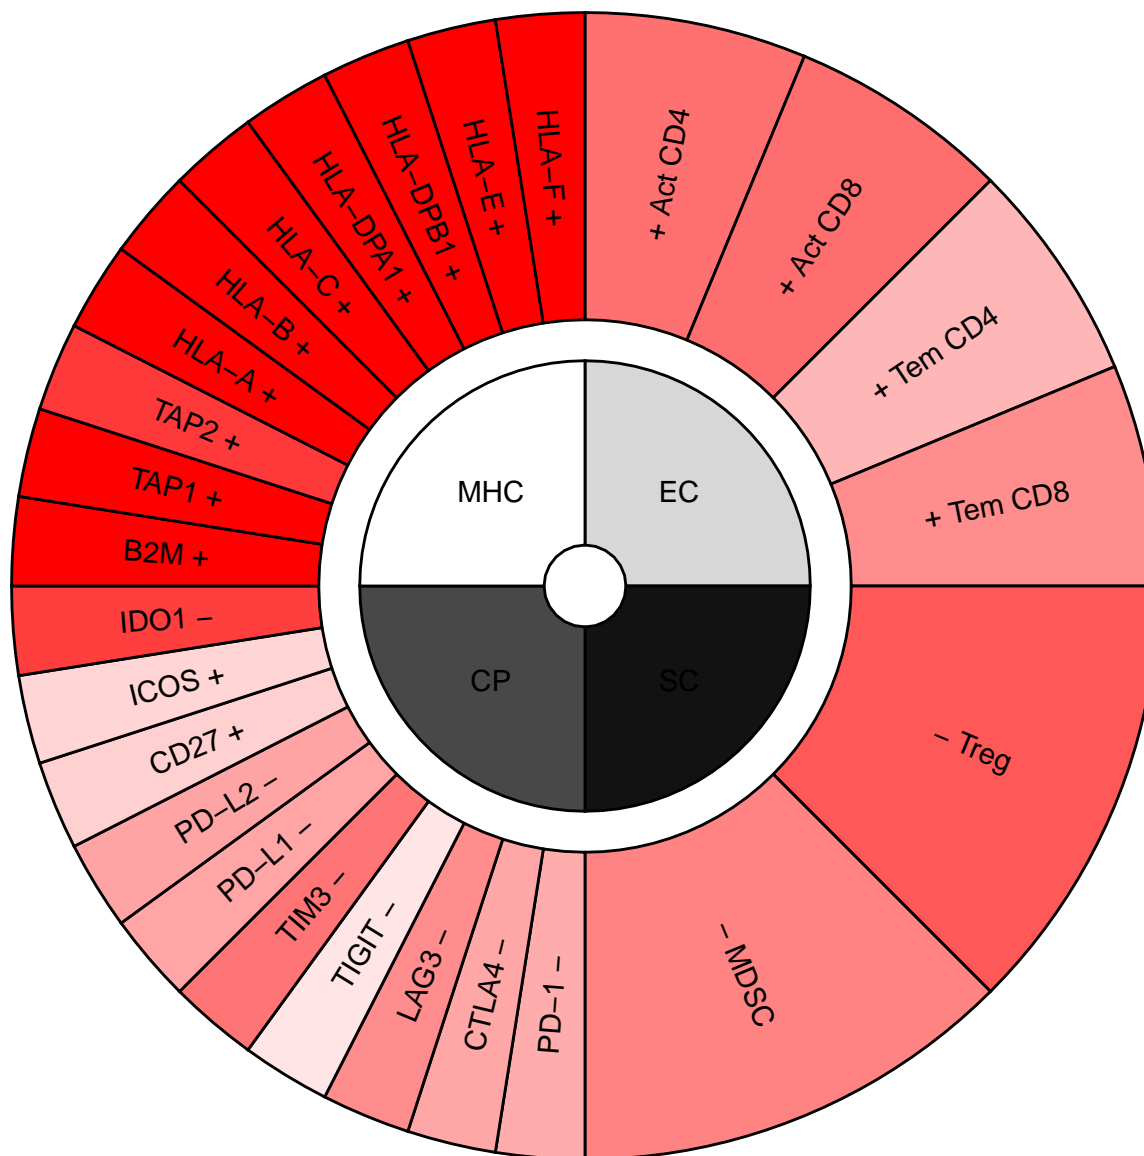 HLA–F +
HLA–E +
HLA–DPB1 +
HLA–DPA1 +
HLA–C +
HLA–B +
HLA–A +
TAP2 +
TAP1 +
B2M +
+ Act CD4
+ Act CD8
+ Tem CD4
+ Tem CD8
MHC
EC
CP
SC
IDO1 –
ICOS +
CD27 +
PD–L2 –
PD–L1 –
TIM3 –
TIGIT –
LAG3 –
CTLA4 –
PD–1 –
– MDSC
– Treg